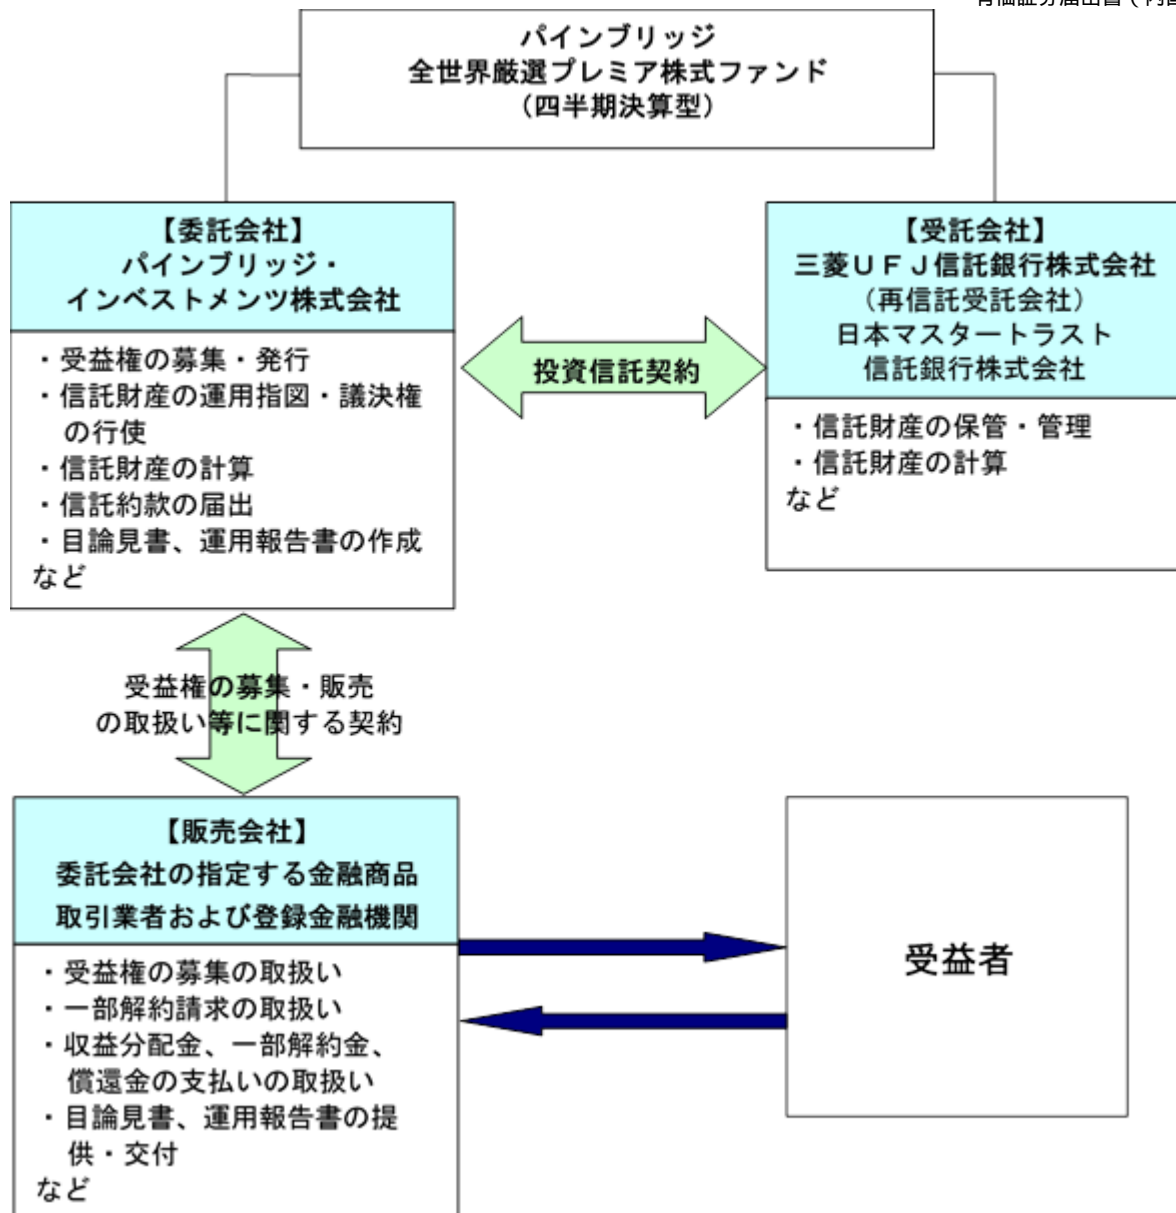 有価証券届出書（内国
パインブリッジ
全世界厳選プレミア株式ファンド
（四半期決算型）
【委託会社】
パインブリッジ・
インベストメンツ株式会社
・受益権の募集・発行
・信託財産の運用指図・議決権
の行使
・信託財産の計算
・信託約款の届出
・目論見書、運用報告書の作成
など
投資信託契約
【受託会社】
三菱ＵＦＪ信託銀行株式会社
（再信託受託会社）
日本マスタートラスト
信託銀行株式会社
・信託財産の保管・管理
・信託財産の計算
など
受益権の募集・販売
の取扱い等に関する契約
【販売会社】
委託会社の指定する金融商品
取引業者および登録金融機関
・受益権の募集の取扱い
・一部解約請求の取扱い
・収益分配金、一部解約金、
償還金の支払いの取扱い
・目論見書、運用報告書の提
供・交付
など
受益者